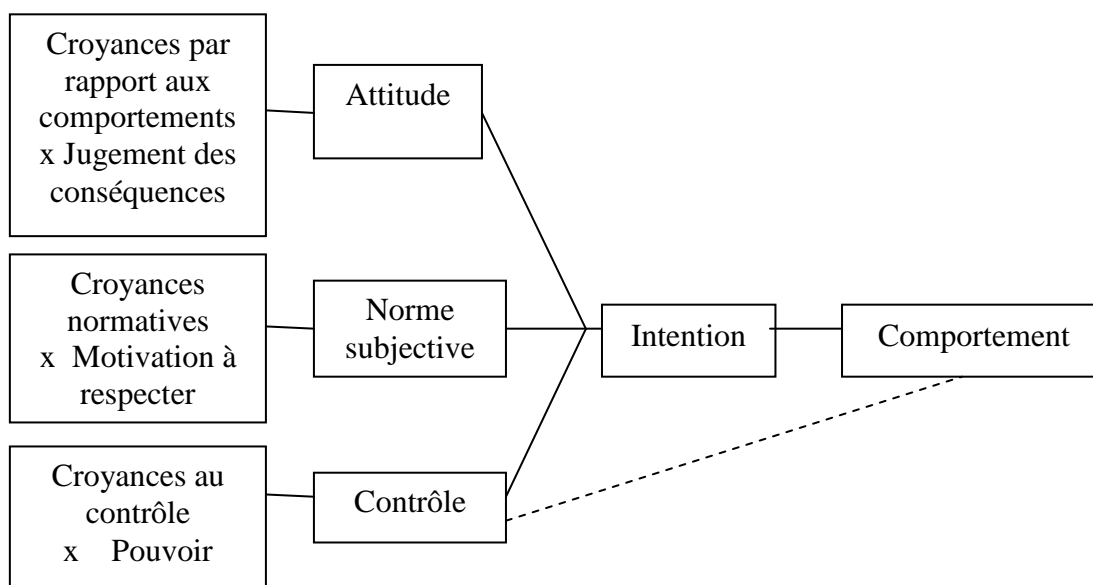 Croyances par
rapport aux
comportements
x Jugement des
conséquences
Attitude
Croyances
normatives
x Motivation à
respecter
Norme
subjective
Intention
Comportement
Croyances au
contrôle
x Pouvoir
Contrôle